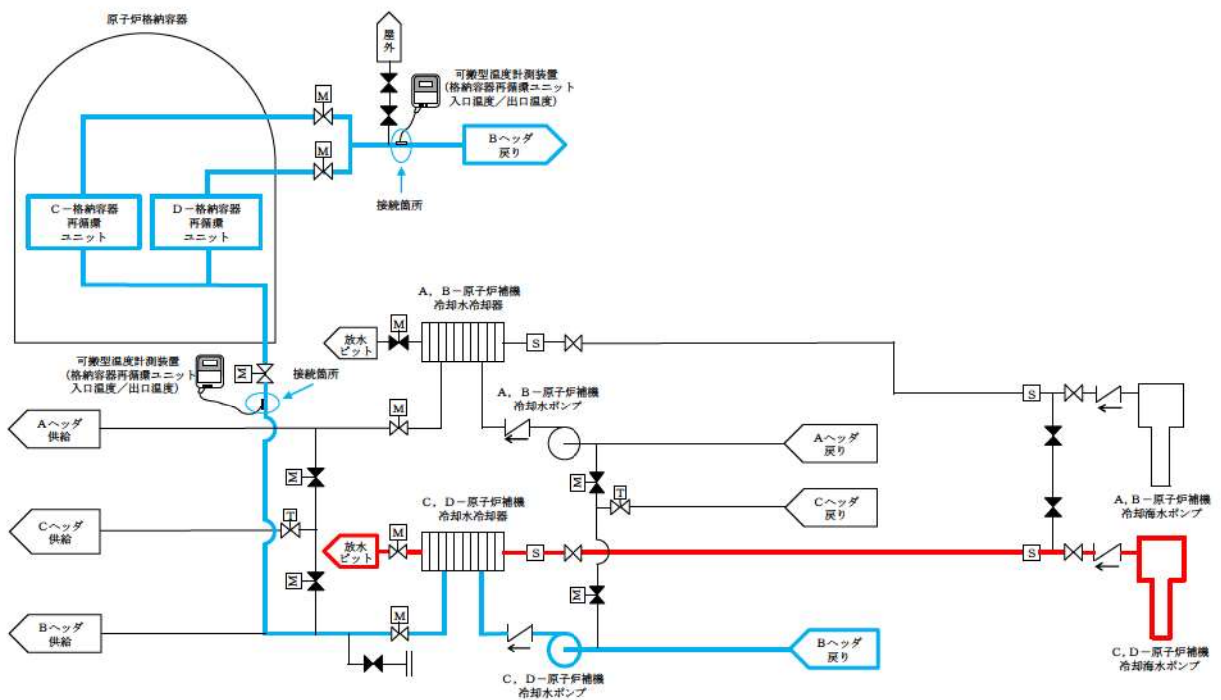 原子炉格納容器
屋外
可搬型温度計測装置
(格納容器再循環ユニット
入口温度／出口温度)
M
M
Bヘッダ
戻り
接続箇所
C－格納容器
再循環
ユニット
D－格納容器
再循環
ユニット
A，B－原子炉補機
冷却水冷却器
放水
ピット
M
S
可搬型温度計測装置
(格納容器再循環ユニット
入口温度／出口温度)
M
接続箇所
A，B－原子炉補機
冷却水ポンプ
S
Aヘッダ
供給
M
Aヘッダ
戻り
M
M
A，B－原子炉補機
冷却海水ポンプ
Cヘッダ
供給
T
C，D－原子炉補機
冷却水冷却器
T
Cヘッダ
戻り
放水
ピット
M
S
S
M
M
Bヘッダ
供給
M
Bヘッダ
戻り
C，D－原子炉補機
冷却水ポンプ
C，D－原子炉補機
冷却海水ポンプ